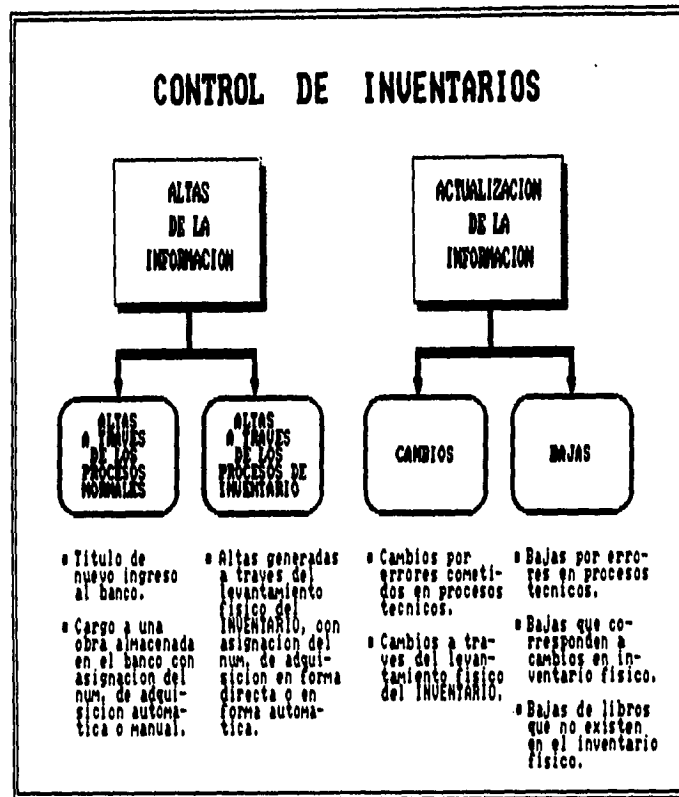 CONTROL DE INVENTARIOS
ALTAS
DE LA
INFORMACION
ACTUALIZACION
DE LA
INFORMACION
ALTAS
A TRAVES
DE LOS
PROCESOS
NORMALES
ALTAS
A TRAVES
DE LOS
PROCESOS DE
INVENTARIO
CAMBIOS
BAJAS
Titulo de
nuevo ingreso
al banco.
Cargo a una
obra almacenada
en el banco con
asignacion del
num. de adqui-
sicion automa-
tica o manual.
Altas generadas
a traves del
levantamiento
fisico del
INVENTARIO, con
asignacion del
num. de adqui-
sicion en forma
directa o en
forma automa-
tica.
Cambios por
errores cometi-
dos en procesos
tecnicos.
Cambios a tra-
ves del levan-
tamiento fisico
del INVENTARIO.
Bajas por erro-
res en procesos
tecnicos.
Bajas que co-
rresponden a
cambios en in-
ventario fisico.
Bajas de libros
que no existen
en el inventario
fisico.